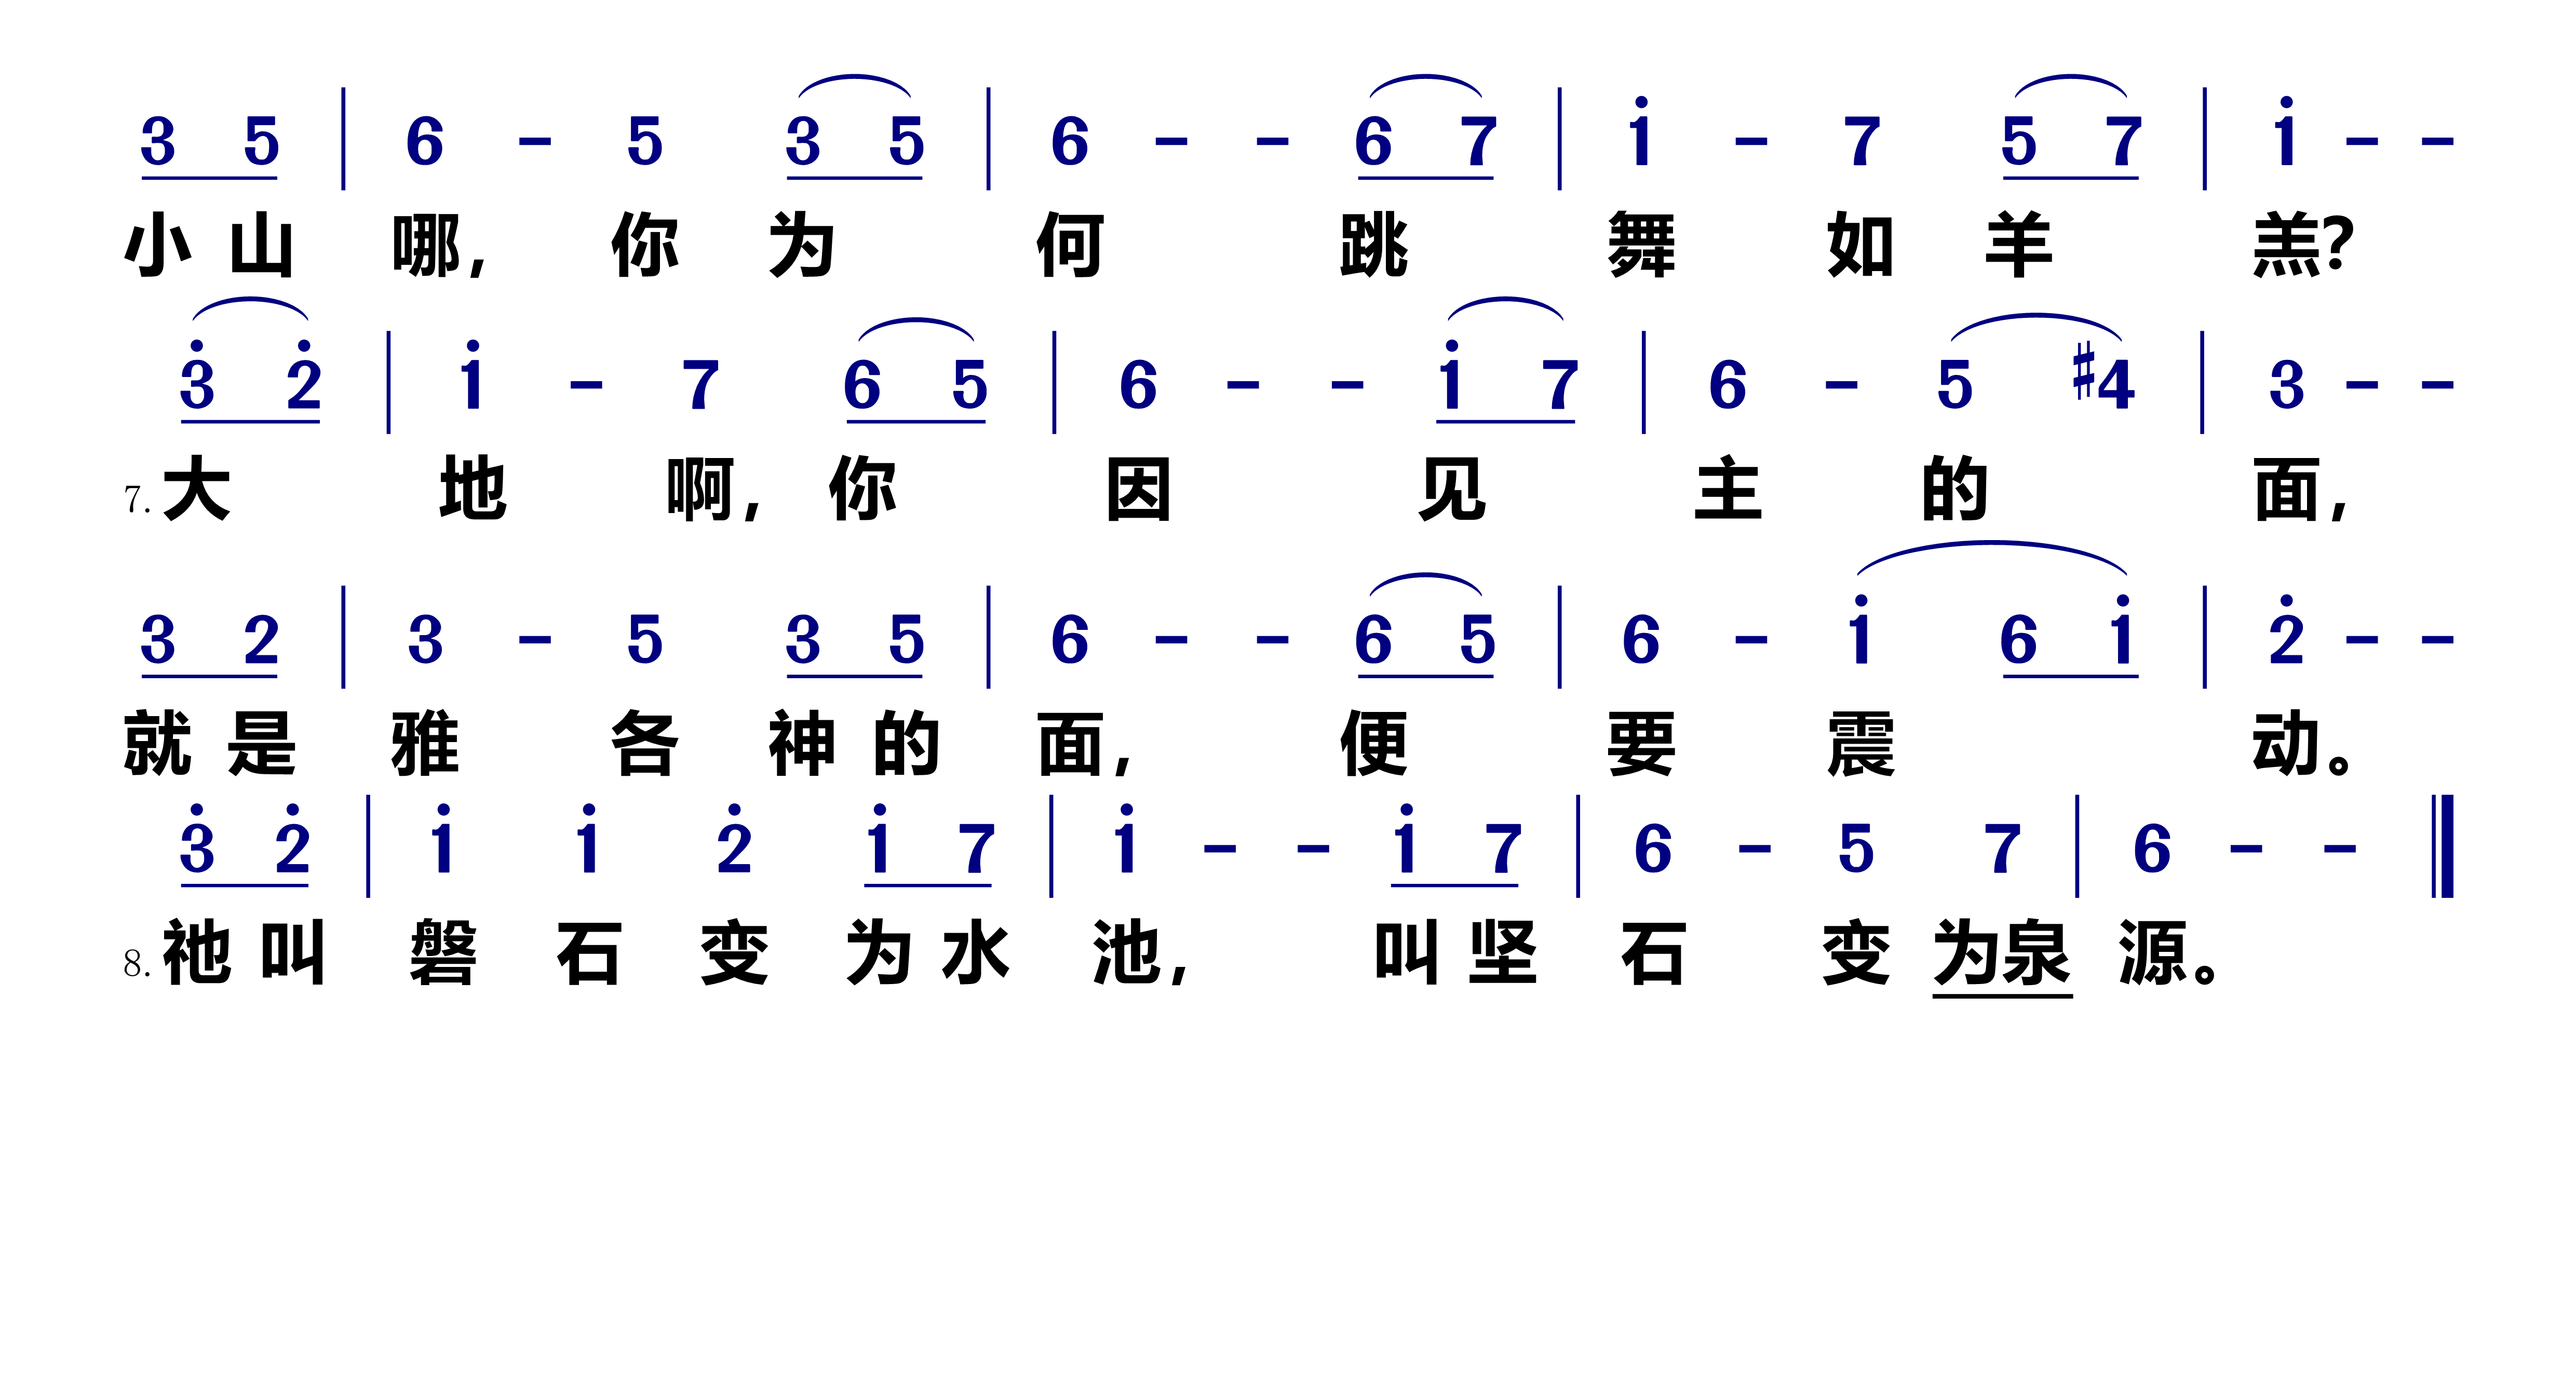 3 5 | 6 – 5 3 5 | 6 – – 6 7 | i – 7 5 7 | i – –
小山哪，你为何跳舞如羊羔？
3̇ 2̇ | i – 7 6 5 | 6 – – i 7 | 6 – 5 ♯4 | 3 – –
7. 大地啊，你因见主的面，
3 2 | 3 – 5 3 5 | 6 – – 6 5 | 6 – i 6 i | 2̇ – –
就是雅各神的面，便要震动。
3̇ 2̇ | i i 2̇ i 7 | i – – i 7 | 6 – 5 7 | 6 – – ‖
8. 祂叫磐石变为水池，叫坚石变为泉源。